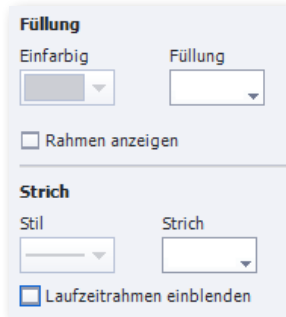 Füllung
Einfarbig Füllung
Rahmen anzeigen
Strich
Stil Strich
Laufzeitrahmen einblenden